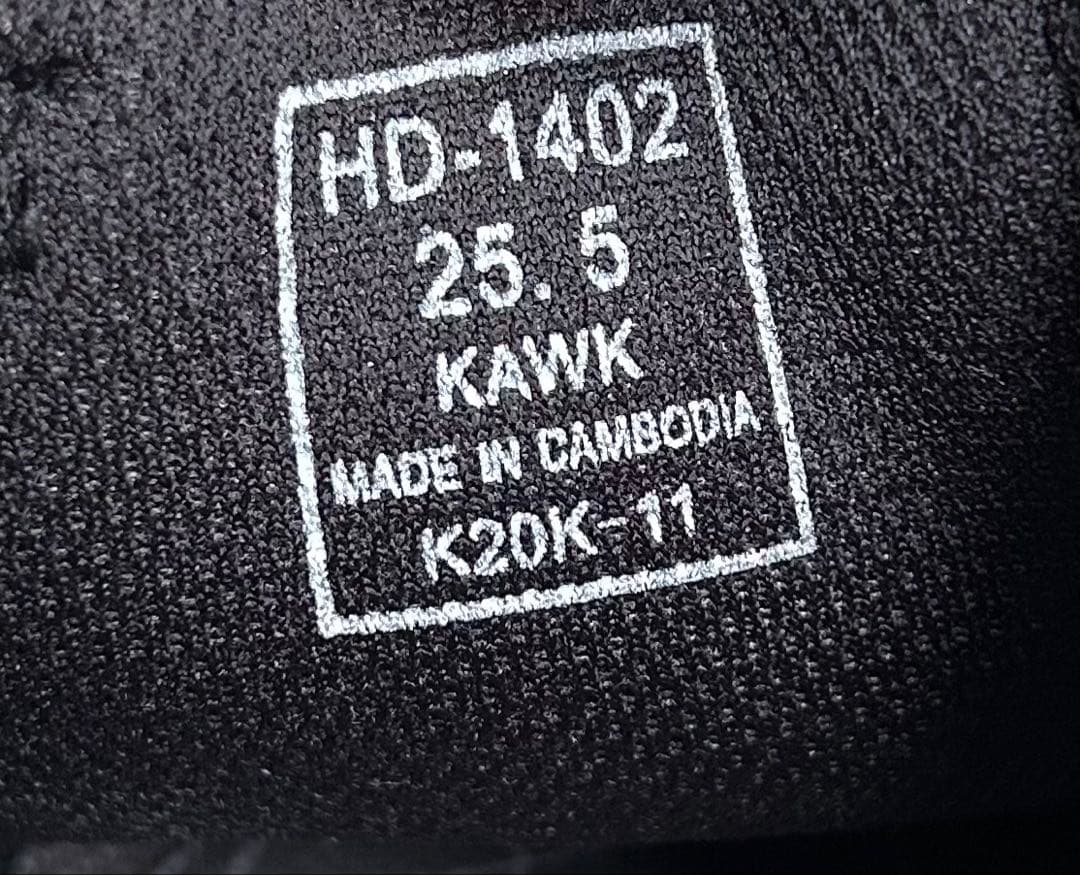 HD-1402
25.5
KAWK
MADE IN CAMBODIA
K20K-11